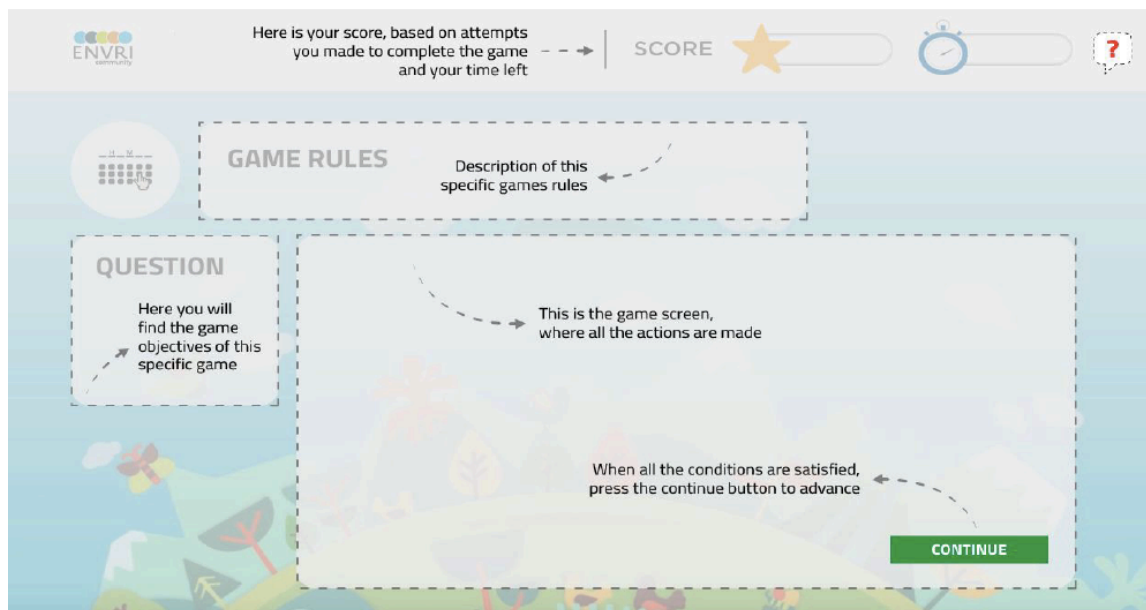 ENVRI
community
Here is your score, based on attempts
you made to complete the game
and your time left
SCORE
?
GAME RULES
Description of this
specific games rules
QUESTION
Here you will
find the game
objectives of this
specific game
This is the game screen,
where all the actions are made
When all the conditions are satisfied,
press the continue button to advance
CONTINUE